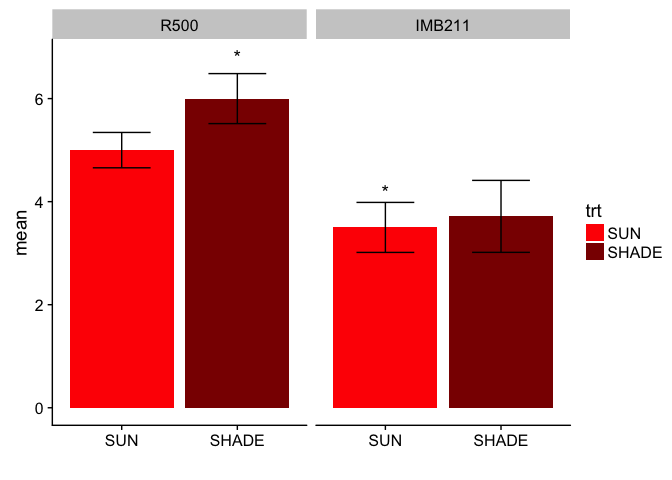 R500
IMB211
*
*
6
4
2
0
mean
SUN
SHADE
SUN
SHADE
trt
SUN
SHADE